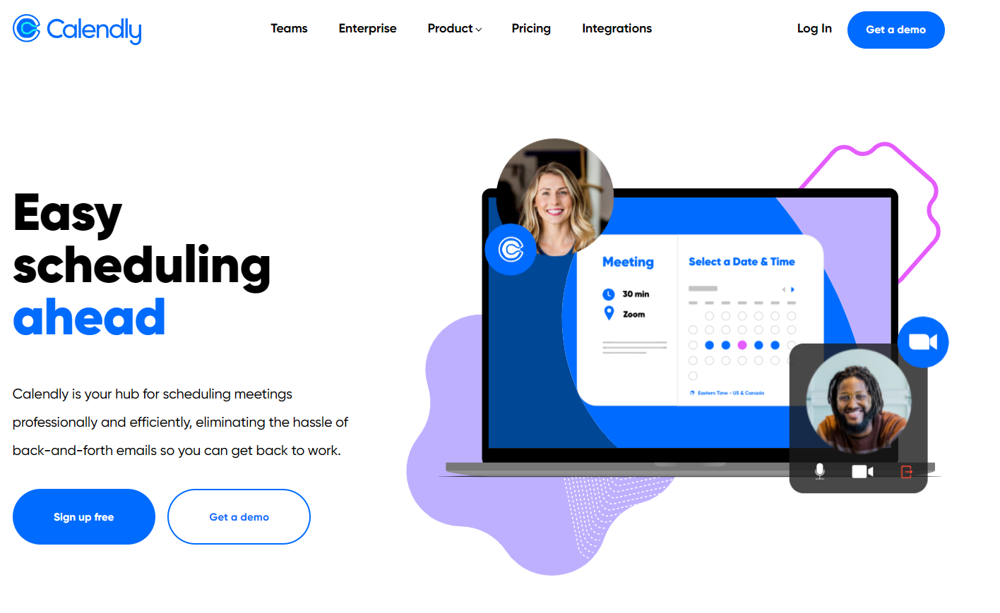 Calendly
Teams
Enterprise
Product
Pricing
Integrations
Log In
Get a demo
Easy
scheduling
ahead
Calendly is your hub for scheduling meetings
professionally and efficiently, eliminating the hassle of
back-and-forth emails so you can get back to work.
Sign up free
Get a demo
Meeting
30 min
Zoom
Select a Date & Time
Eastern Time - US & Canada